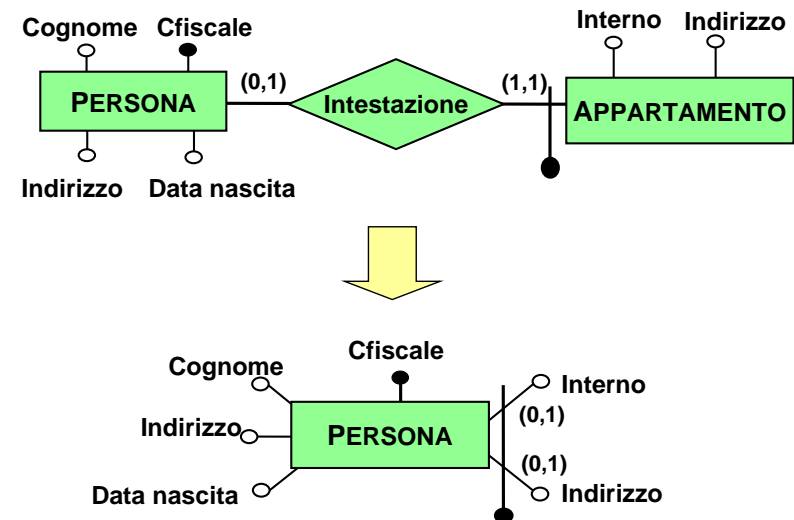 Cognome Cfiscale
Interno Indirizzo
(0,1)
(1,1)
PERSONA
Intestazione
APPARTAMENTO
Indirizzo Data nascita
Cfiscale
Cognome
Interno
(0,1)
Indirizzo
PERSONA
(0,1)
Data nascita
Indirizzo